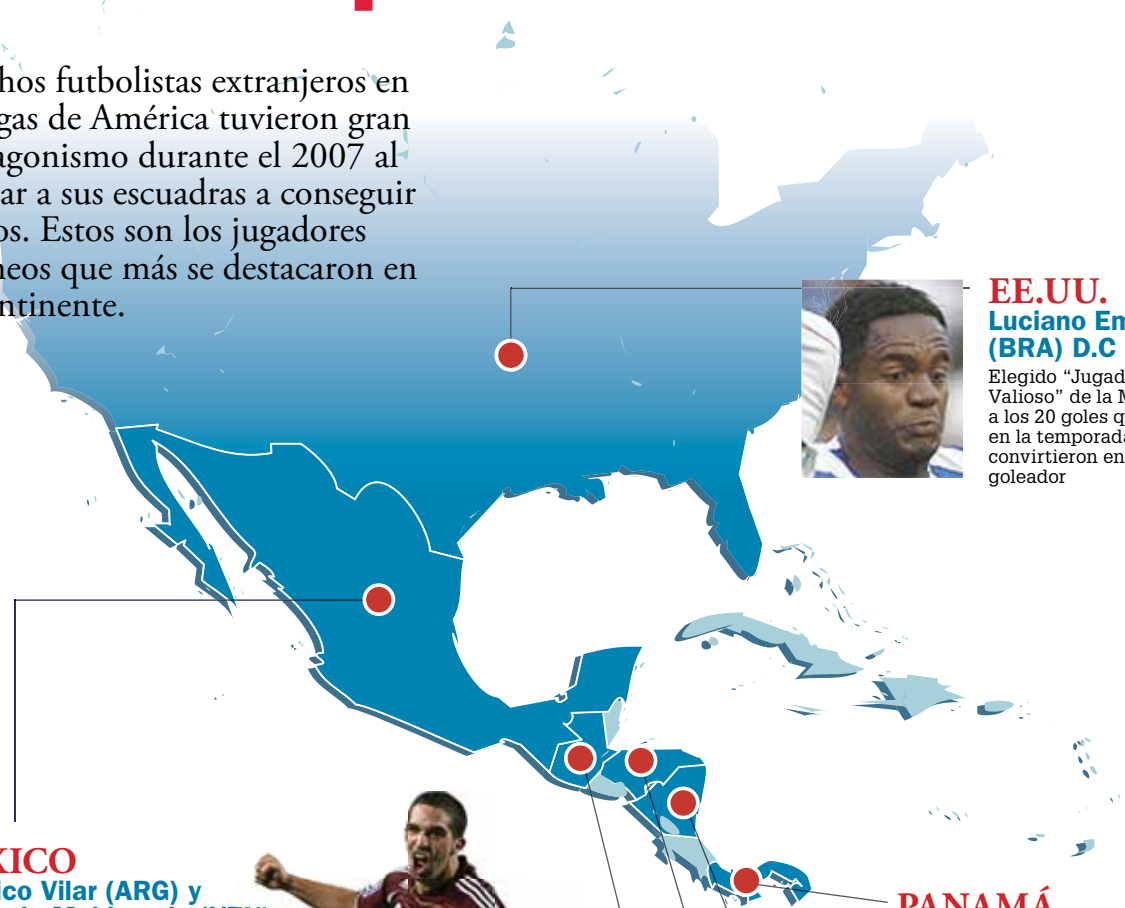 hos futbolistas extranjeros en
gas de América tuvieron gran
agonismo durante el 2007 al
ar a sus escuadras a conseguir
os. Estos son los jugadores
neos que más se destacaron en
ntinente.
EE.UU.
Luciano Em
(BRA) D.C
Elegido “Jugad
Valioso” de la M
a los 20 goles q
en la temporada
convirtieron en
goleador
XICO
ico Vilar (ARG) y
PANAMÁ